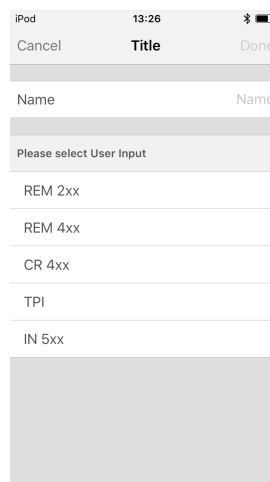 iPod 13:26
Cancel Title Done
Name Name
Please select User Input
REM 2xx
REM 4xx
CR 4xx
TPI
IN 5xx